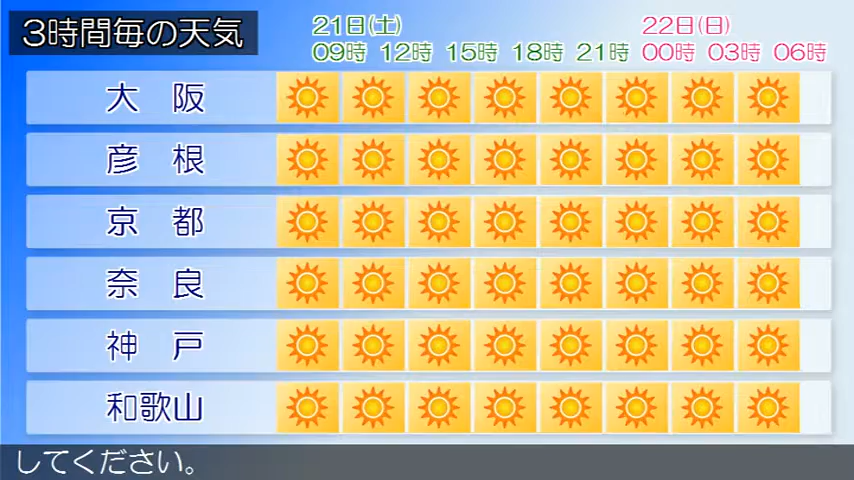 3時間毎の天気
21日(土) 22日(日)
09時 12時 15時 18時 21時 00時 03時 06時
大阪
彦根
京都
奈良
神戸
和歌山
してください。